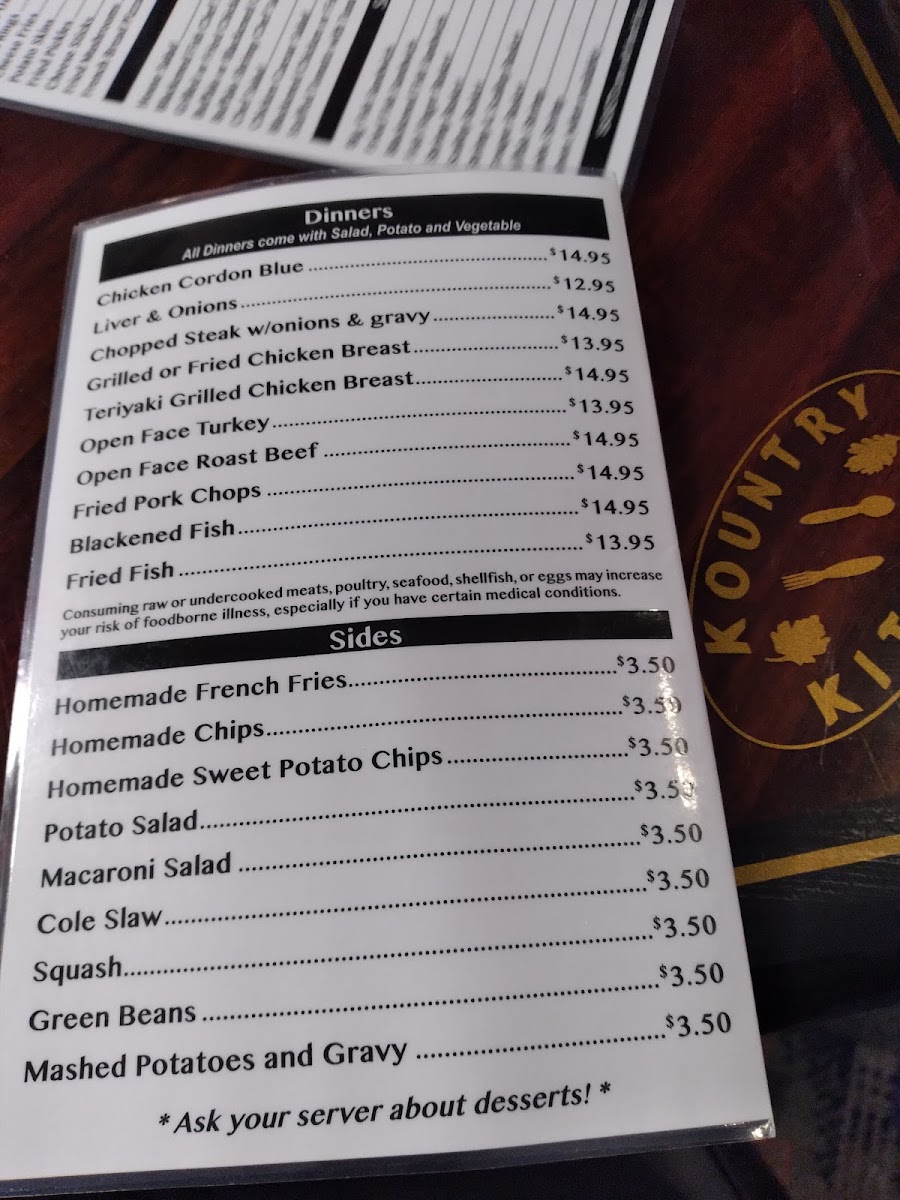 Dinners
All Dinners come with Salad, Potato and Vegetable
Chicken Cordon Blue ........ $14.95
Liver & Onions ........ $12.95
Chopped Steak w/onions & gravy ........ $14.95
Grilled or Fried Chicken Breast ........ $13.95
Teriyaki Grilled Chicken Breast ........ $14.95
Open Face Turkey ........ $13.95
Open Face Roast Beef ........ $14.95
Fried Pork Chops ........ $14.95
Blackened Fish ........ $14.95
Fried Fish ........ $13.95
Consuming raw or undercooked meats, poultry, seafood, shellfish, or eggs may increase
your risk of foodborne illness, especially if you have certain medical conditions.
Sides
Homemade French Fries ........ $3.50
Homemade Chips ........ $3.50
Homemade Sweet Potato Chips ........ $3.50
Potato Salad ........ $3.50
Macaroni Salad ........ $3.50
Cole Slaw ........ $3.50
Squash ........ $3.50
Green Beans ........ $3.50
Mashed Potatoes and Gravy ........ $3.50
*Ask your server about desserts! *
KOUNTRY
KIT